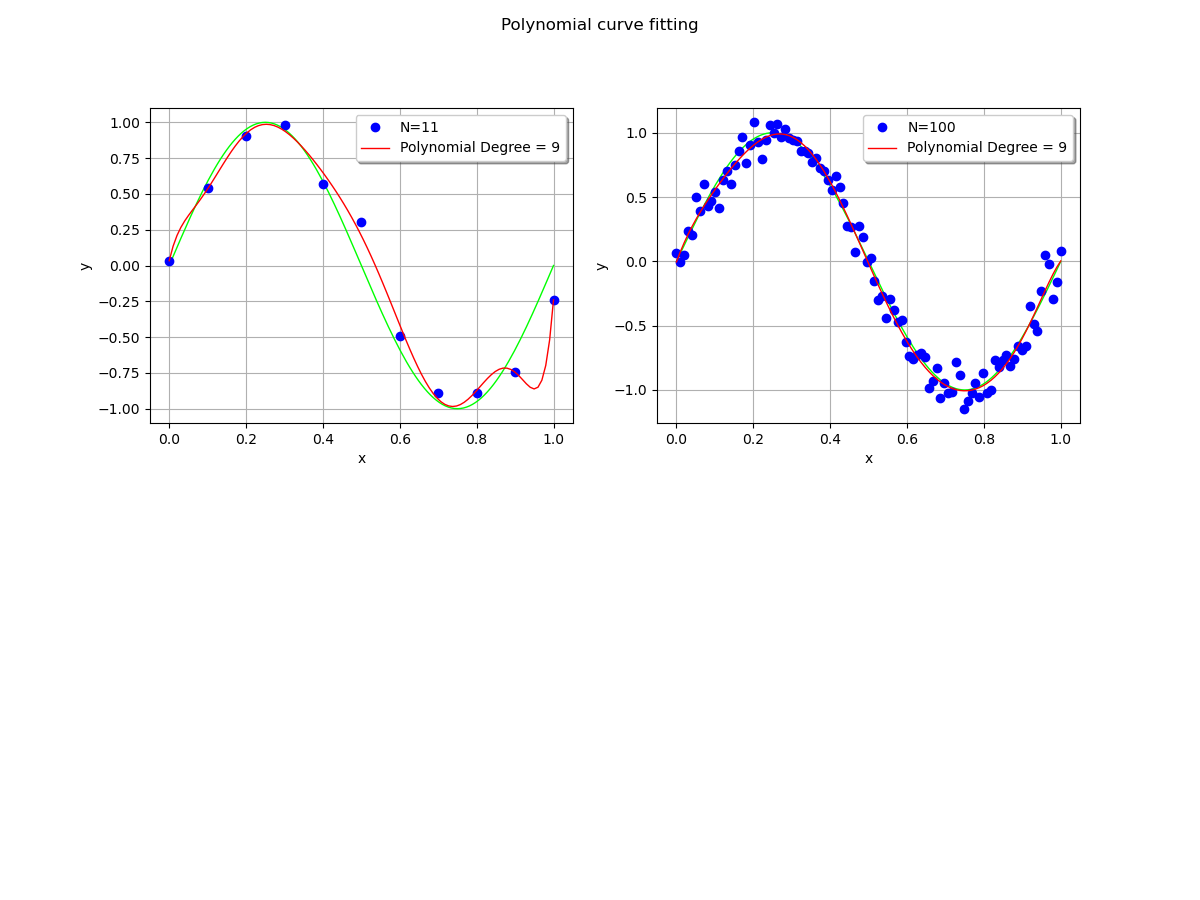 Polynomial curve fitting
N=11
Polynomial Degree = 9
1.00
0.75
0.50
0.25
0.00
−0.25
−0.50
−0.75
−1.00
y
0.0 0.2 0.4 0.6 0.8 1.0
x
N=100
Polynomial Degree = 9
1.0
0.5
0.0
−0.5
−1.0
y
0.0 0.2 0.4 0.6 0.8 1.0
x